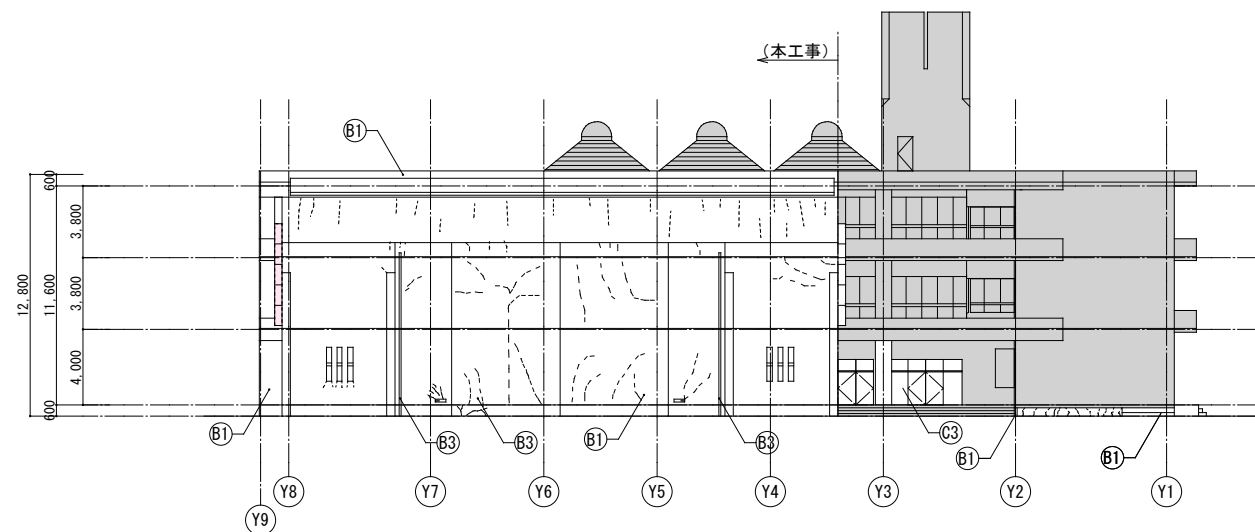 (本工事)
B1
600
3,800
12,800
11,600
3,800
4,000
600
B1
B3
B3
B1
B3
C3
B1
B1
Y9
Y8
Y7
Y6
Y5
Y4
Y3
Y2
Y1